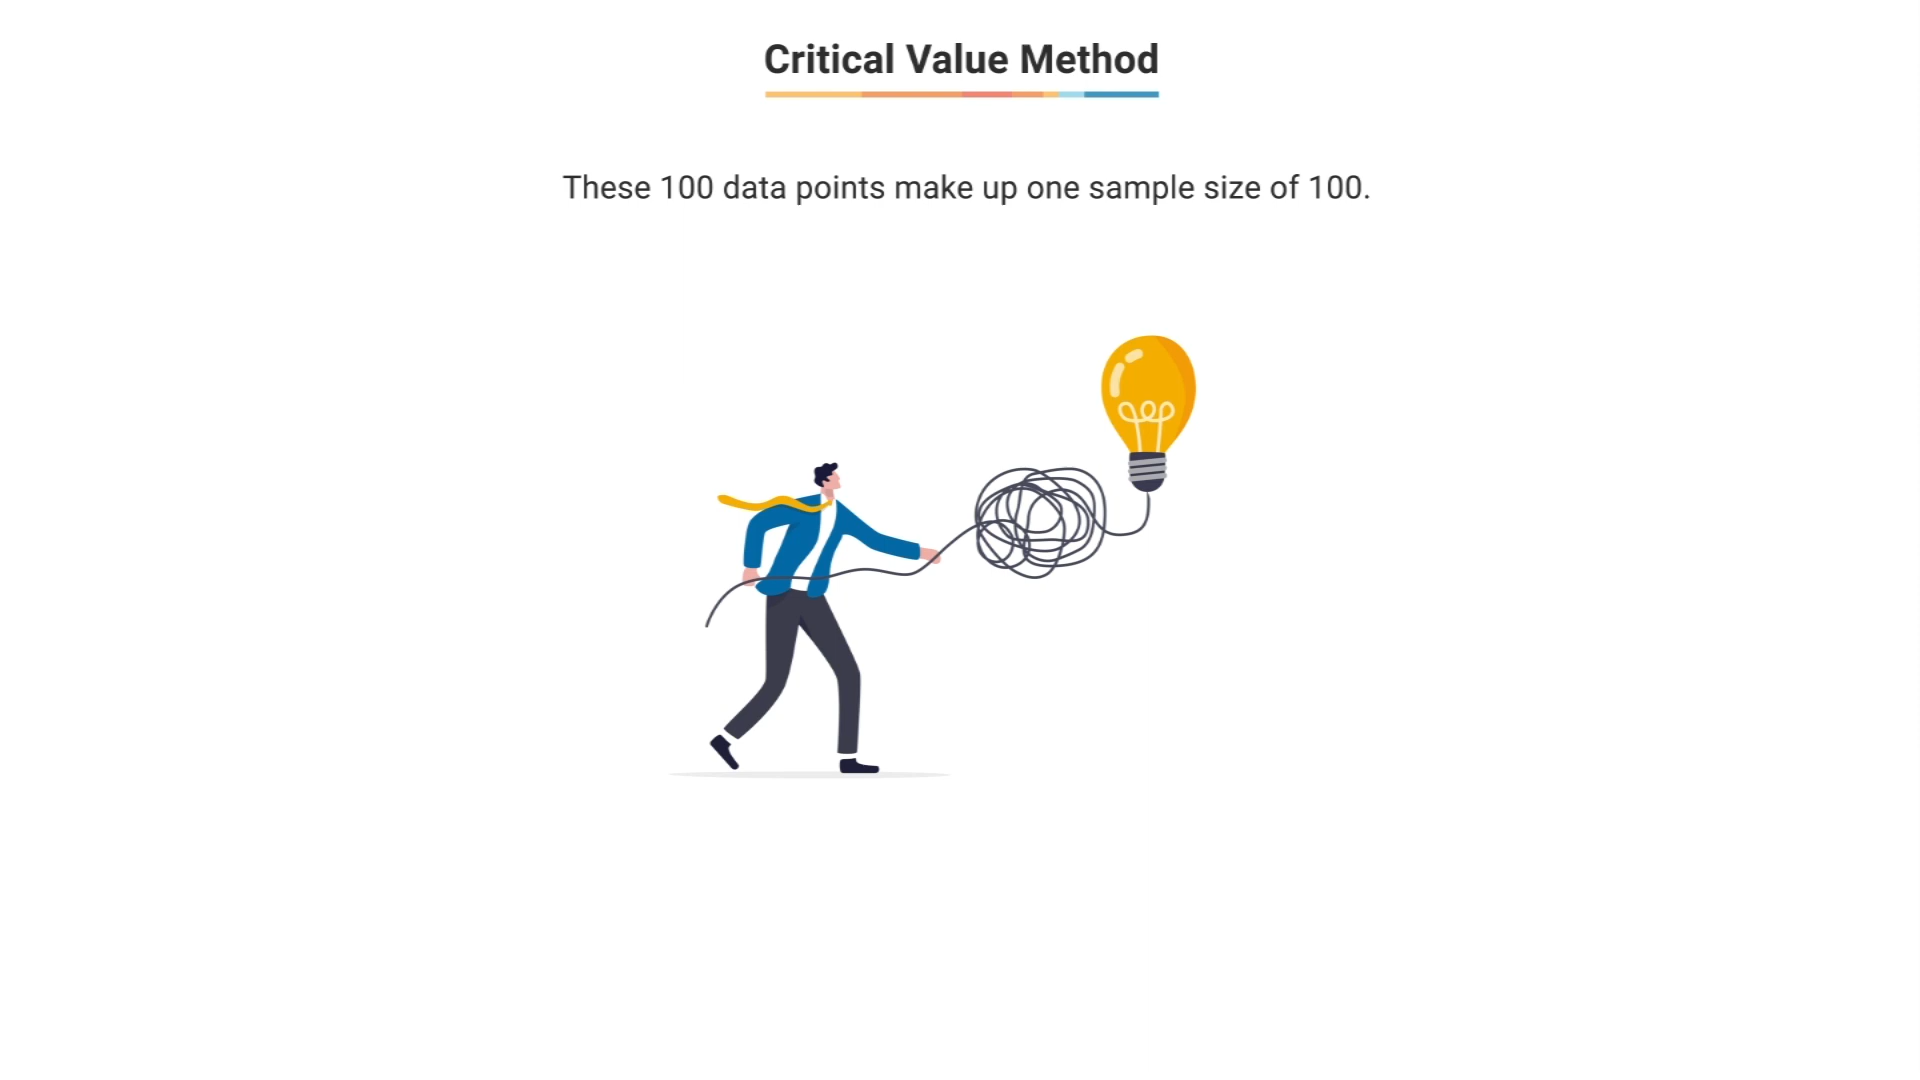 Critical Value Method
These 100 data points make up one sample size of 100.